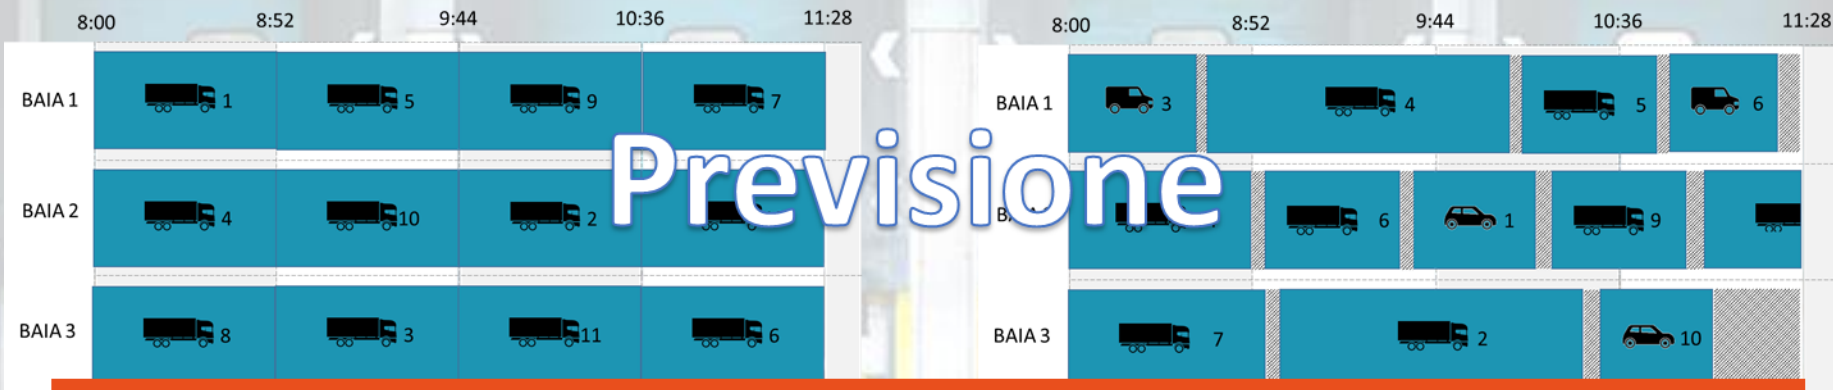 8:00 8:52 9:44 10:36 11:28
BAIA 1 1 5 9 7
BAIA 2 4 10 2
BAIA 3 8 3 11 6
Previsione
8:00 8:52 9:44 10:36 11:28
BAIA 1 3 4 5 6
6 1 9
BAIA 3 7 2 10